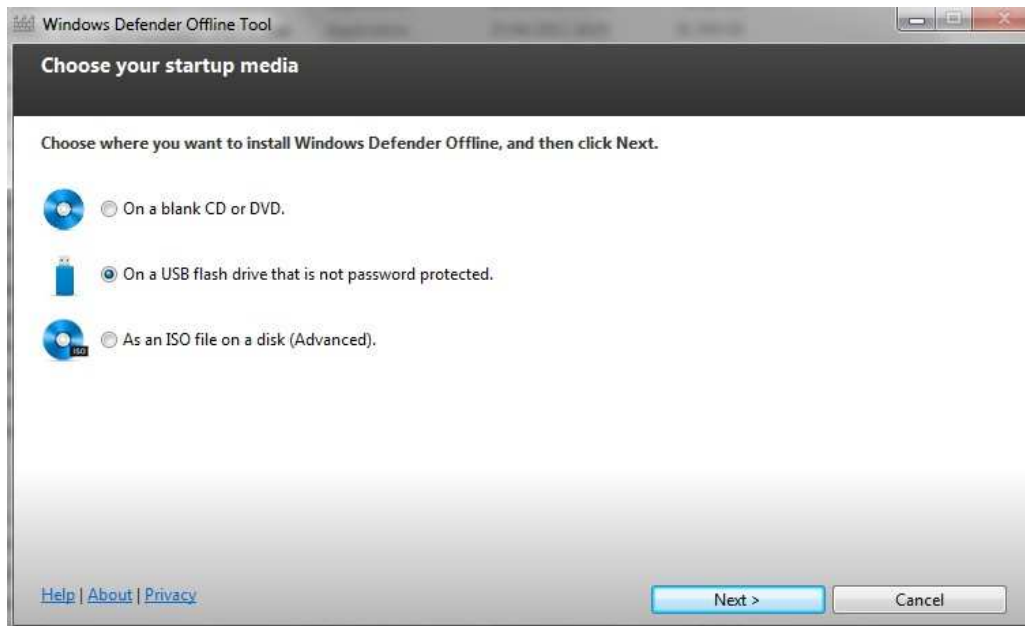 Windows Defender Offline Tool
Choose your startup media
Choose where you want to install Windows Defender Offline, and then click Next.
On a blank CD or DVD.
On a USB flash drive that is not password protected.
As an ISO file on a disk (Advanced).
ISO
Help | About | Privacy
Next >
Cancel